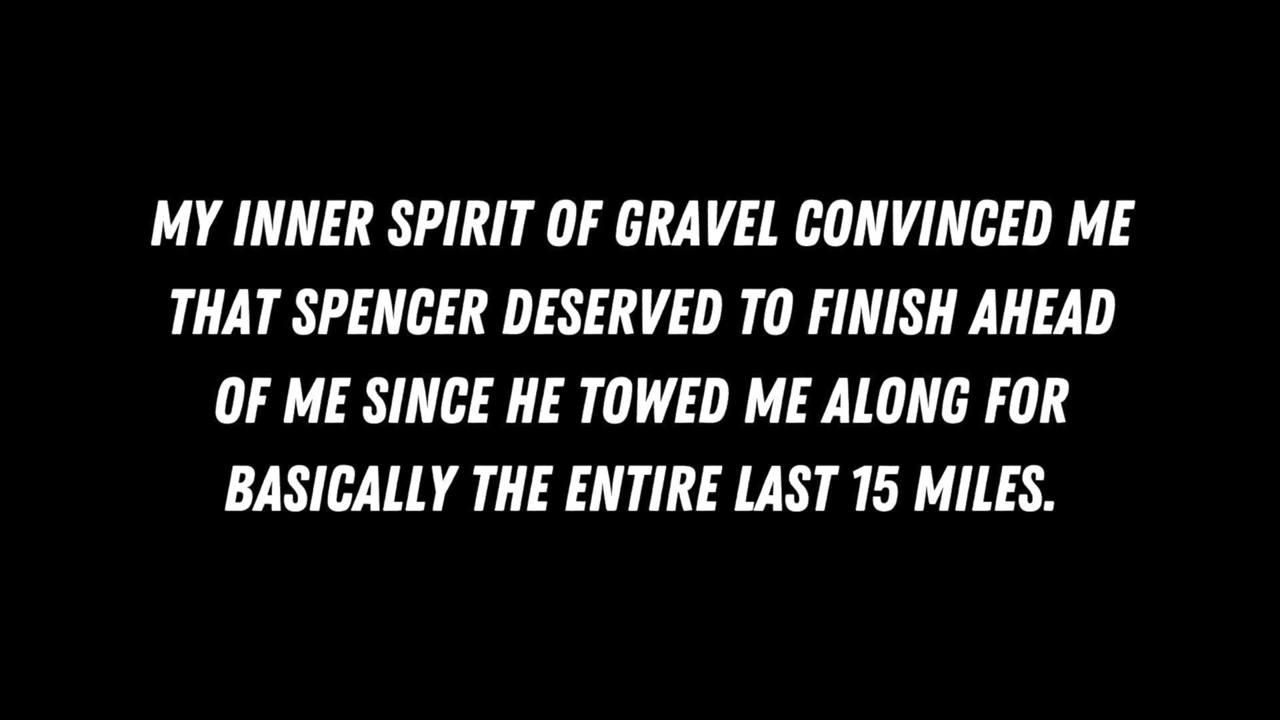 MY INNER SPIRIT OF GRAVEL CONVINCED ME
THAT SPENCER DESERVED TO FINISH AHEAD
OF ME SINCE HE TOWED ME ALONG FOR
BASICALLY THE ENTIRE LAST 15 MILES.